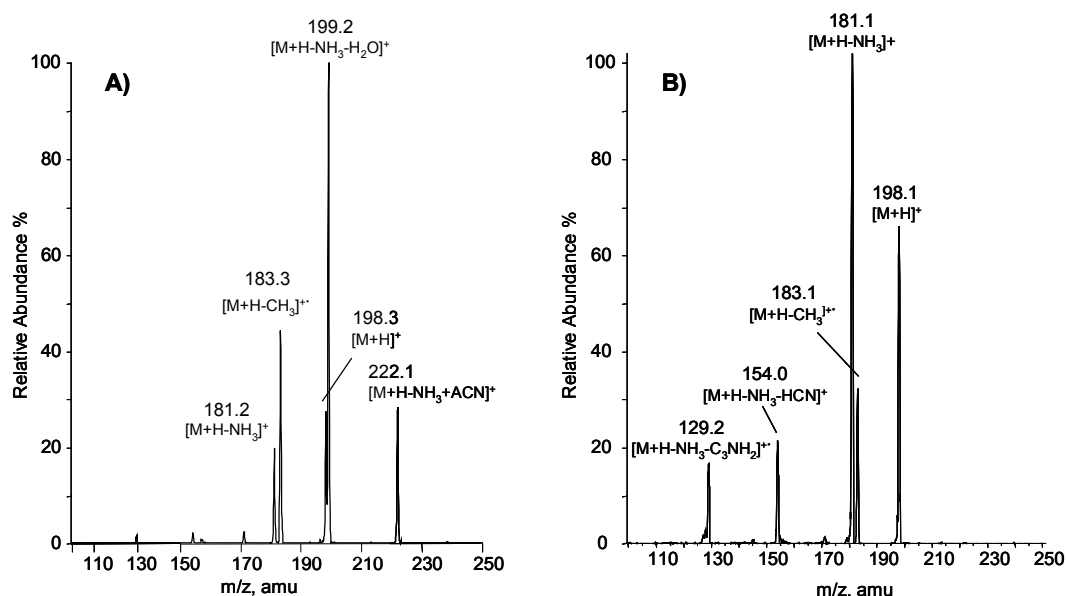 A)
199.2
[M+H-NH₃-H₂O]⁺
183.3
[M+H-CH₃]⁺·
198.3
[M+H]⁺
222.1
[M+H-NH₃+ACN]⁺
181.2
[M+H-NH₃]⁺
Relative Abundance %
100
80
60
40
20
0
110 150 170 130 190 210 230 250
m/z, amu
B)
181.1
[M+H-NH₃]+
198.1
[M+H]⁺
183.1
[M+H-CH₃]⁺·
154.0
[M+H-NH₃-HCN]⁺
129.2
[M+H-NH₃-C₃NH₂]⁺·
Relative Abundance %
100
80
60
40
20
0
110 130 150 170 190 210 230 250
m/z, amu